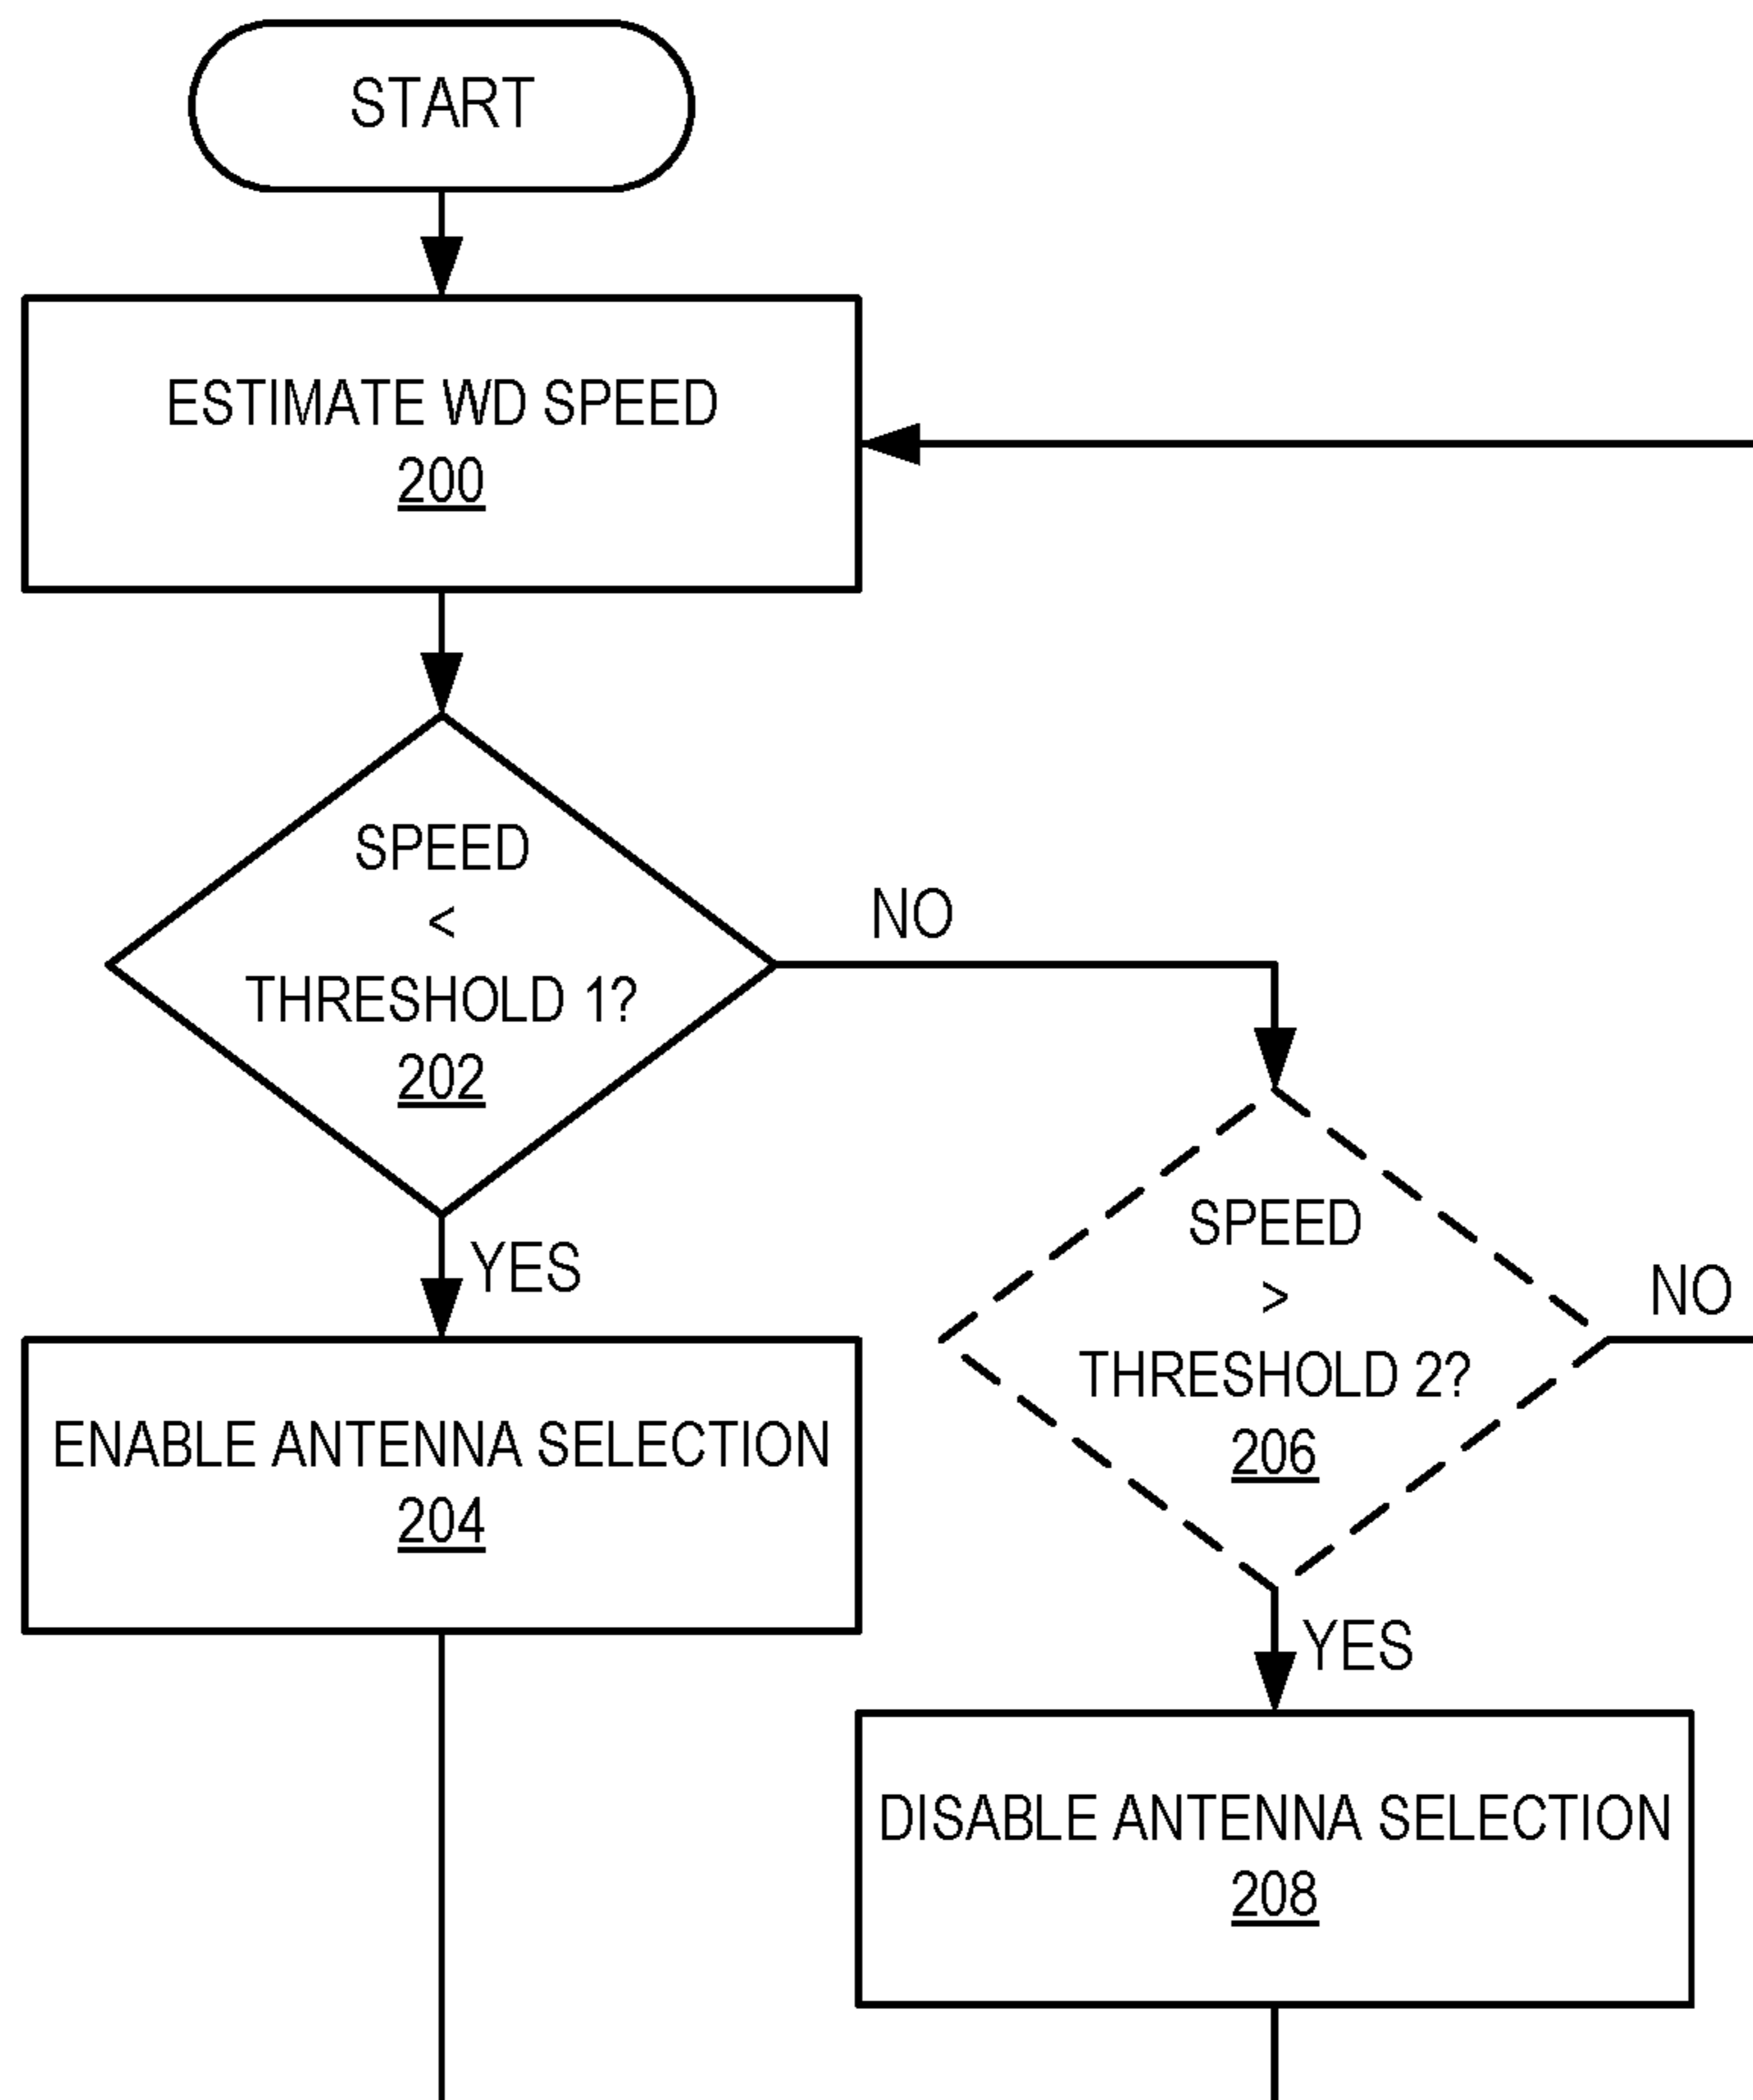 START
ESTIMATE WD SPEED
200
SPEED
<
THRESHOLD 1?
202
NO
YES
SPEED
>
THRESHOLD 2?
206
NO
ENABLE ANTENNA SELECTION
204
YES
DISABLE ANTENNA SELECTION
208